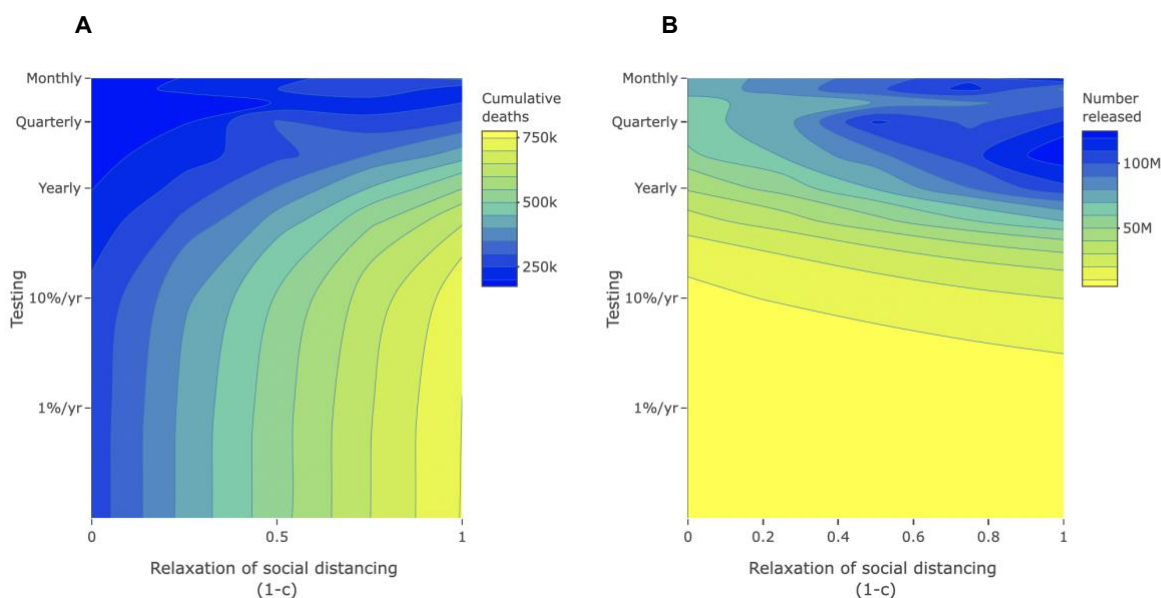 A
B
Monthly
Quarterly
Yearly
10%/yr
1%/yr
Testing
0
0.5
1
Relaxation of social distancing
(1-c)
Cumulative
deaths
750k
500k
250k
Monthly
Quarterly
Yearly
10%/yr
1%/yr
Testing
0
0.2
0.4
0.6
0.8
1
Relaxation of social distancing
(1-c)
Number
released
100M
50M